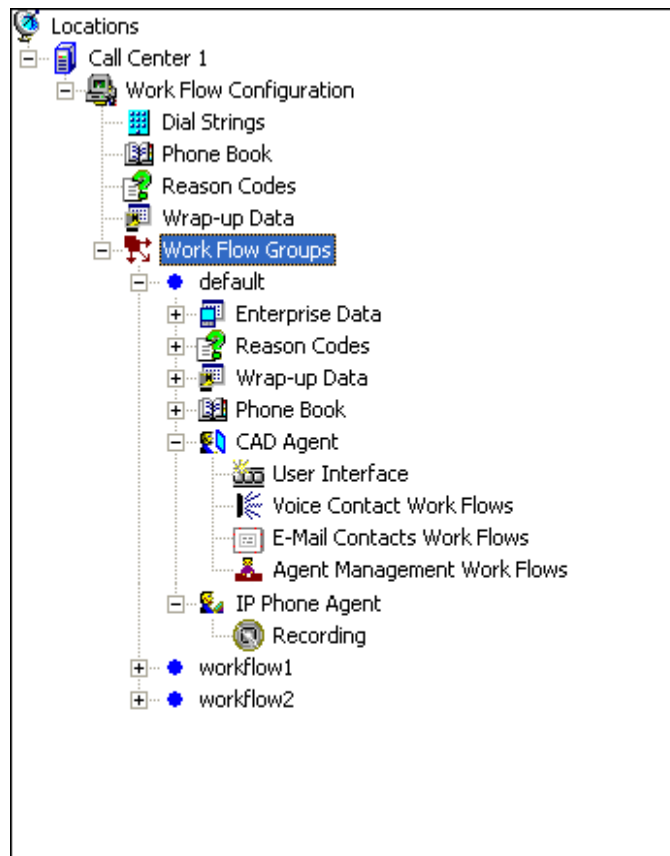 Locations
Call Center 1
Work Flow Configuration
Dial Strings
Phone Book
Reason Codes
Wrap-up Data
Work Flow Groups
default
Enterprise Data
Reason Codes
Wrap-up Data
Phone Book
CAD Agent
User Interface
Voice Contact Work Flows
E-Mail Contacts Work Flows
Agent Management Work Flows
IP Phone Agent
Recording
workflow1
workflow2